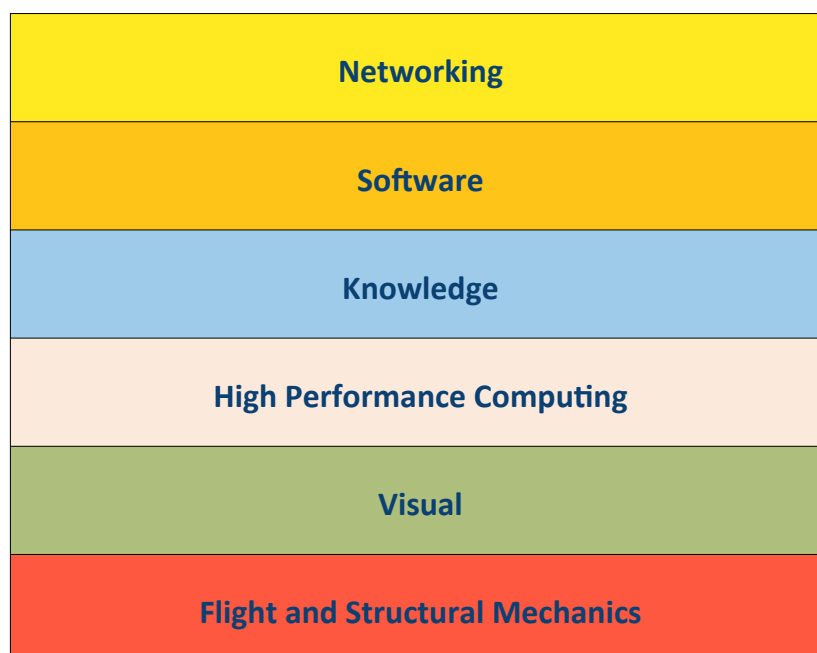 Networking
Software
Knowledge
High Performance Computing
Visual
Flight and Structural Mechanics